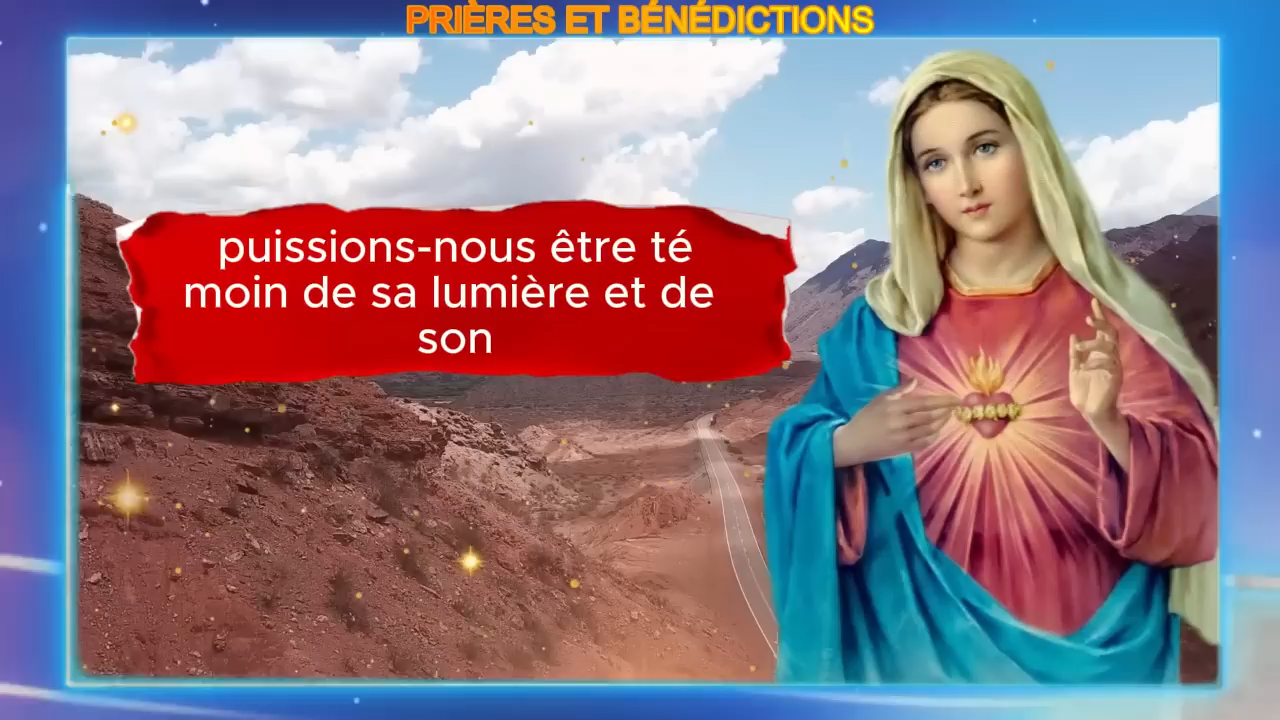 PRIÈRES ET BÉNÉDICTIONS
puissions-nous être té
moin de sa lumière et de
son